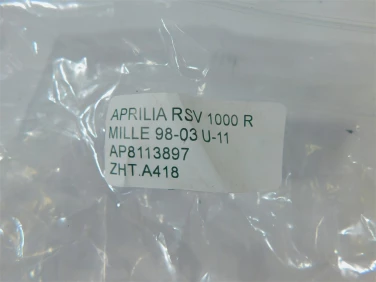 APRILIA RSV 1000 R
MILLE 98-03 U-11
AP8113897
ZHT.A418